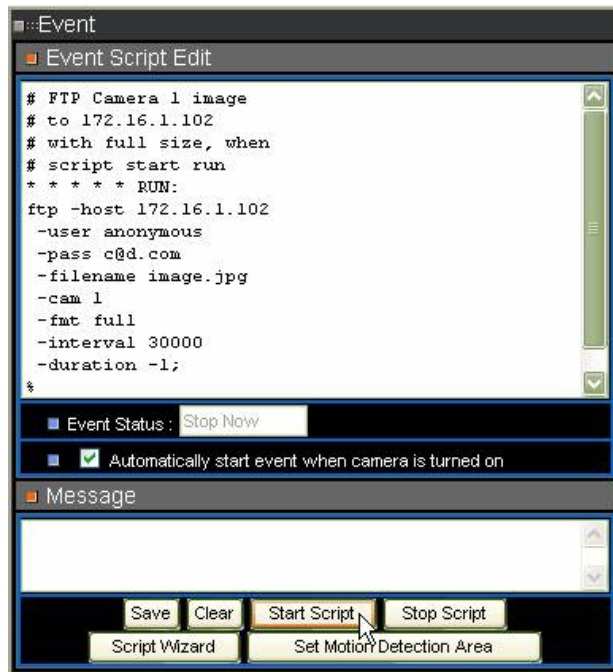 Event
Event Script Edit
# FTP Camera 1 image
# to 172.16.1.102
# with full size, when
# script start run
* * * * * RUN:
ftp -host 172.16.1.102
-user anonymous
-pass c@d.com
-filename image.jpg
-cam 1
-fmt full
-interval 30000
-duration -1;
%
Event Status : Stop Now
Automatically start event when camera is turned on
Message
Save Clear Start Script Stop Script
Script Wizard Set Motion Detection Area